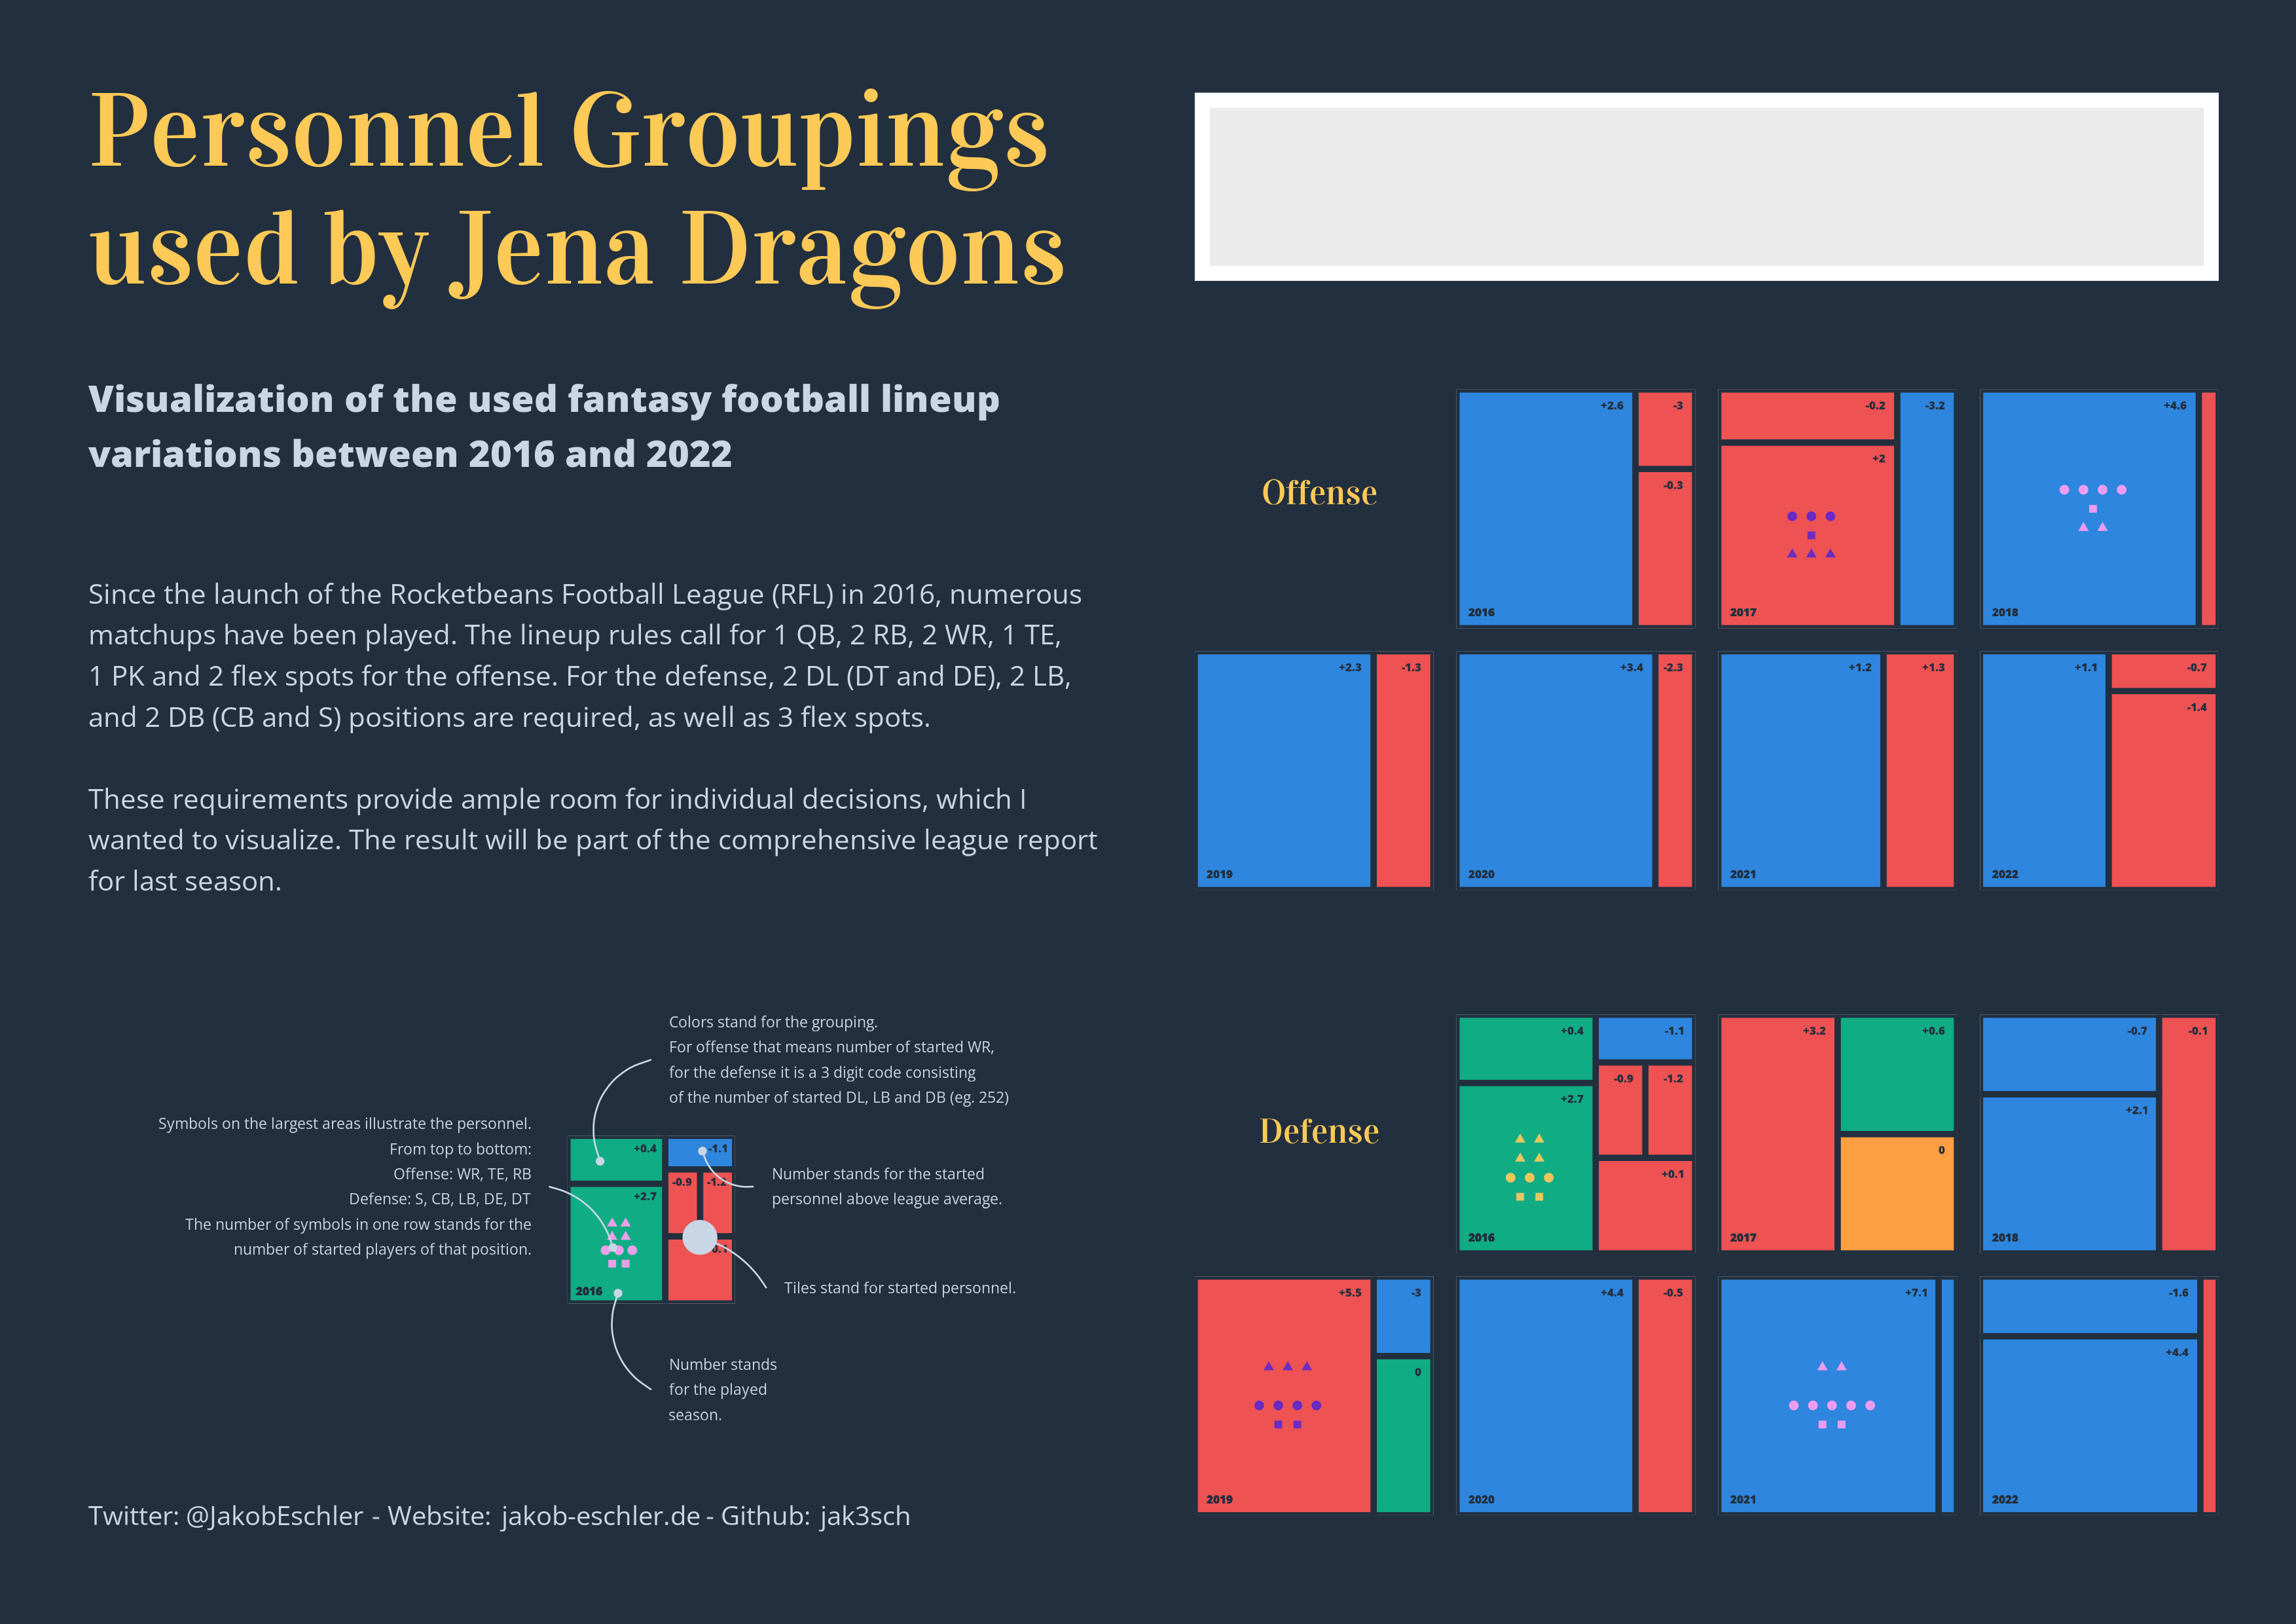 Personnel Groupings
used by Jena Dragons
Visualization of the used fantasy football lineup
variations between 2016 and 2022
Since the launch of the Rocketbeans Football League (RFL) in 2016, numerous
matchups have been played. The lineup rules call for 1 QB, 2 RB, 2 WR, 1 TE,
1 PK and 2 flex spots for the offense. For the defense, 2 DL (DT and DE), 2 LB,
and 2 DB (CB and S) positions are required, as well as 3 flex spots.
These requirements provide ample room for individual decisions, which I
wanted to visualize. The result will be part of the comprehensive league report
for last season.
Colors stand for the grouping.
For offense that means number of started WR,
for the defense it is a 3 digit code consisting
of the number of started DL, LB and DB (eg. 252)
Symbols on the largest areas illustrate the personnel.
From top to bottom:
Offense: WR, TE, RB
Defense: S, CB, LB, DE, DT
The number of symbols in one row stands for the
number of started players of that position.
+0.4
-1.1
+2.7
-0.9
-1.2
2016
Number stands for the started
personnel above league average.
Tiles stand for started personnel.
Number stands
for the played
season.
Twitter: @JakobEschler - Website: jakob-eschler.de - Github: jak3sch
Offense
+2.6
-3
-0.3
2016
-0.2
-3.2
+2
2017
+4.6
2018
+2.3
-1.3
2019
+3.4
-2.3
2020
+1.2
+1.3
2021
+1.1
-0.7
-1.4
2022
Defense
+0.4
-1.1
-0.9
-1.2
+2.7
+0.1
2016
+3.2
+0.6
0
2017
-0.7
-0.1
+2.1
2018
+5.5
-3
0
2019
+4.4
-0.5
2020
+7.1
2021
-1.6
+4.4
2022